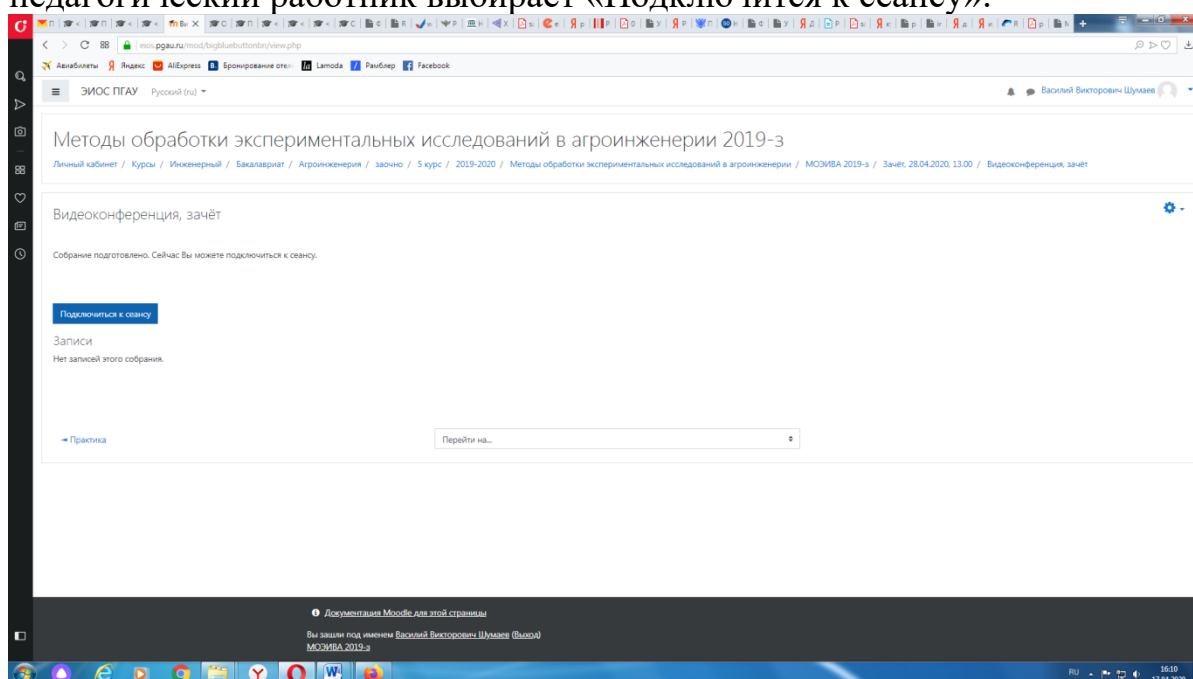 педагогический работник выбирает «Подключится к сеансу».
eios.pgau.ru/mod/bigbluebuttonbn/view.php
Авиабилеты Яндекс AliExpress Бронирование отел Lamoda Рамблер Facebook
ЭИОС ПГАУ Русский (ru) Василий Викторович Шумаев
Методы обработки экспериментальных исследований в агроинженерии 2019-з
Личный кабинет / Курсы / Инженерный / Бакалавриат / Агроинженерия / заочно / 5 курс / 2019-2020 / Методы обработки экспериментальных исследований в агроинженерии / МОЭИВА 2019-з / Зачёт, 28.04.2020, 13.00 / Видеоконференция, зачёт
Видеоконференция, зачёт
Собрание подготовлено. Сейчас Вы можете подключиться к сеансу.
Подключиться к сеансу
Записи
Нет записей этого собрания.
Практика
Перейти на...
Документация Moodle для этой страницы
Вы зашли под именем Василий Викторович Шумаев (Выход)
МОЭИВА 2019-з
RU 16:10
17.04.2020